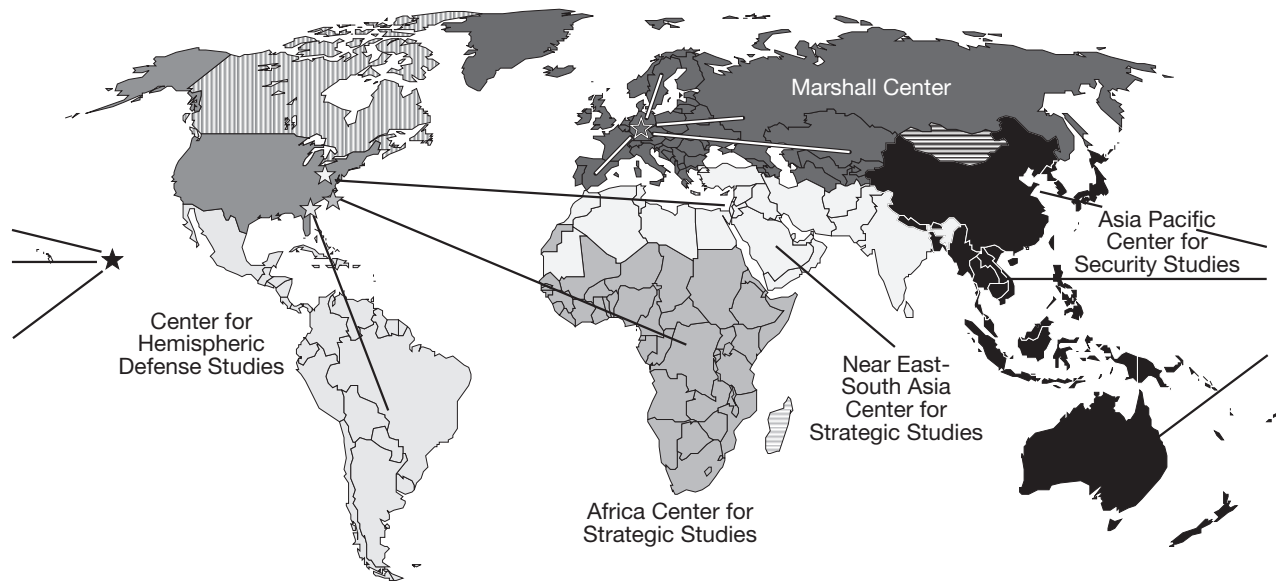 Marshall Center
Asia Pacific
Center for
Security Studies
Center for
Hemispheric
Defense Studies
Near East-
South Asia
Center for
Strategic Studies
Africa Center for
Strategic Studies